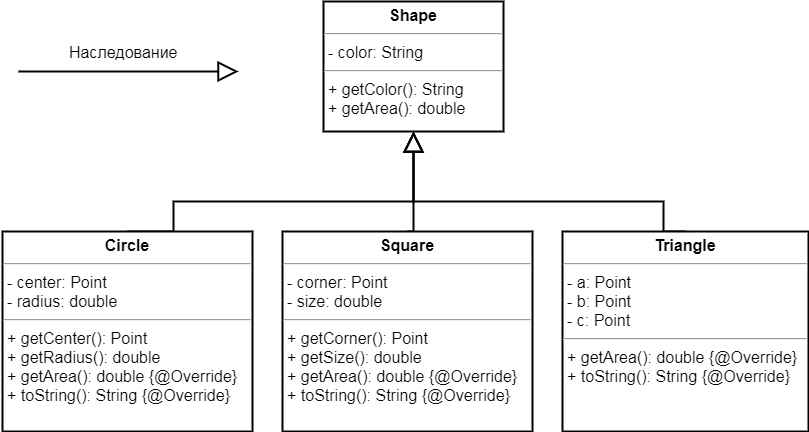 Shape
Наследование
- color: String
+ getColor(): String
+ getArea(): double
Circle
- center: Point
- radius: double
+ getCenter(): Point
+ getRadius(): double
+ getArea(): double {@Override}
+ toString(): String {@Override}
Square
- corner: Point
- size: double
+ getCorner(): Point
+ getSize(): double
+ getArea(): double {@Override}
+ toString(): String {@Override}
Triangle
- a: Point
- b: Point
- c: Point
+ getArea(): double {@Override}
+ toString(): String {@Override}